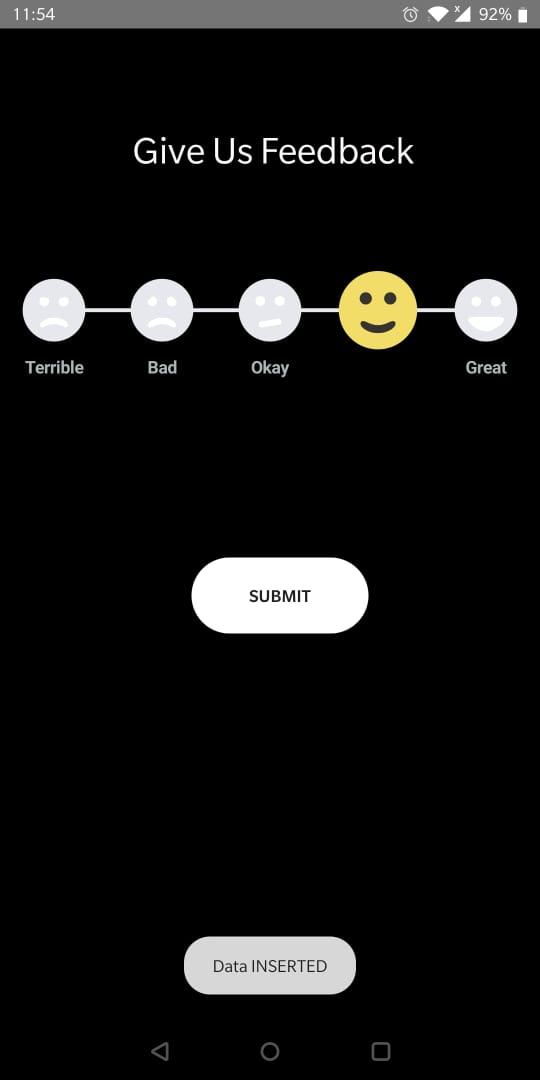 11:54
x 92%
Give Us Feedback
Terrible Bad Okay Great
SUBMIT
Data INSERTED